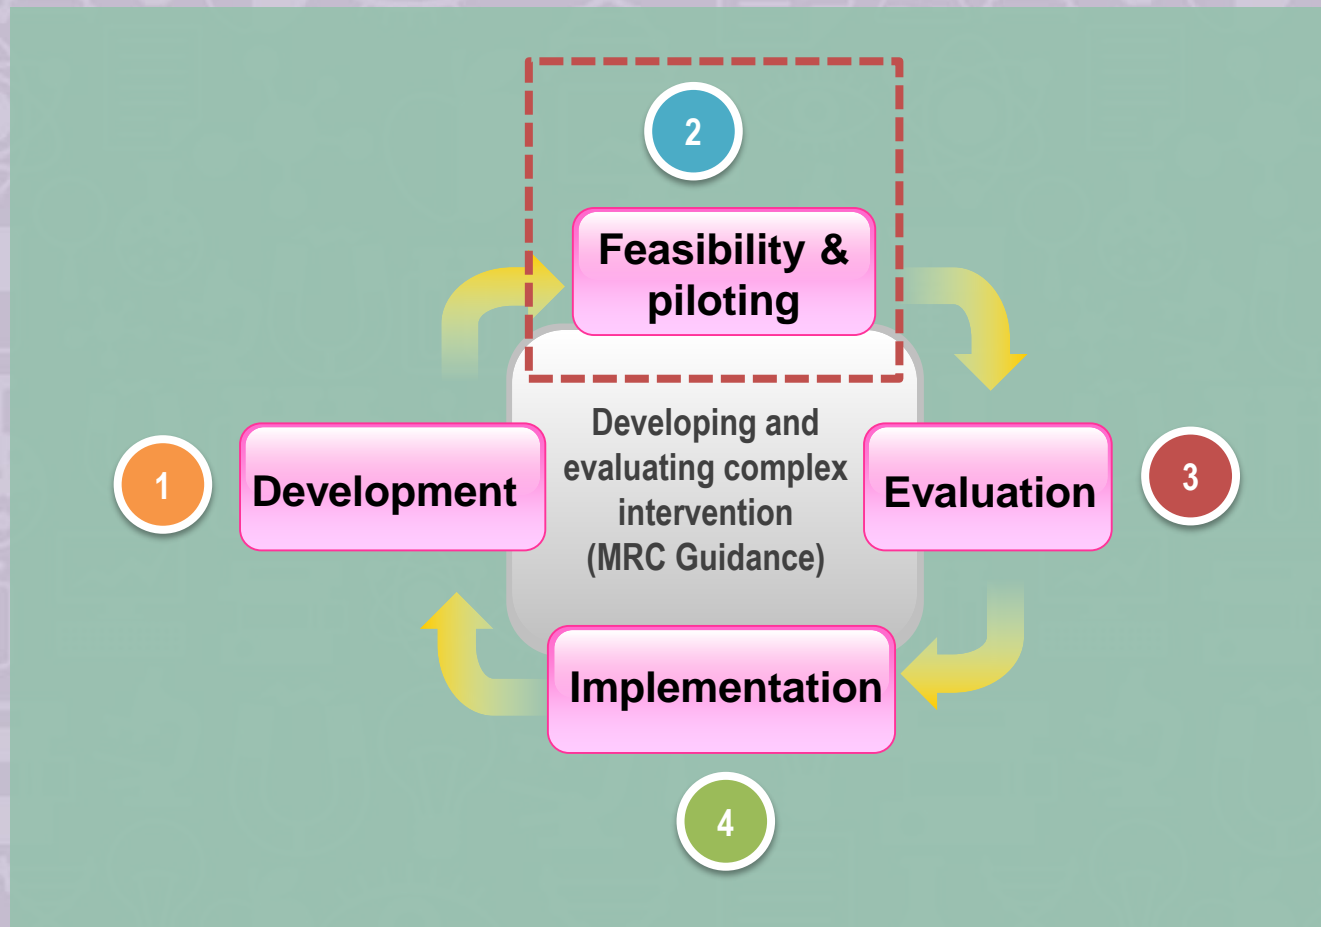 2
Feasibility &
piloting
Developing and
evaluating complex
intervention
(MRC Guidance)
1
Development
Evaluation
3
Implementation
4